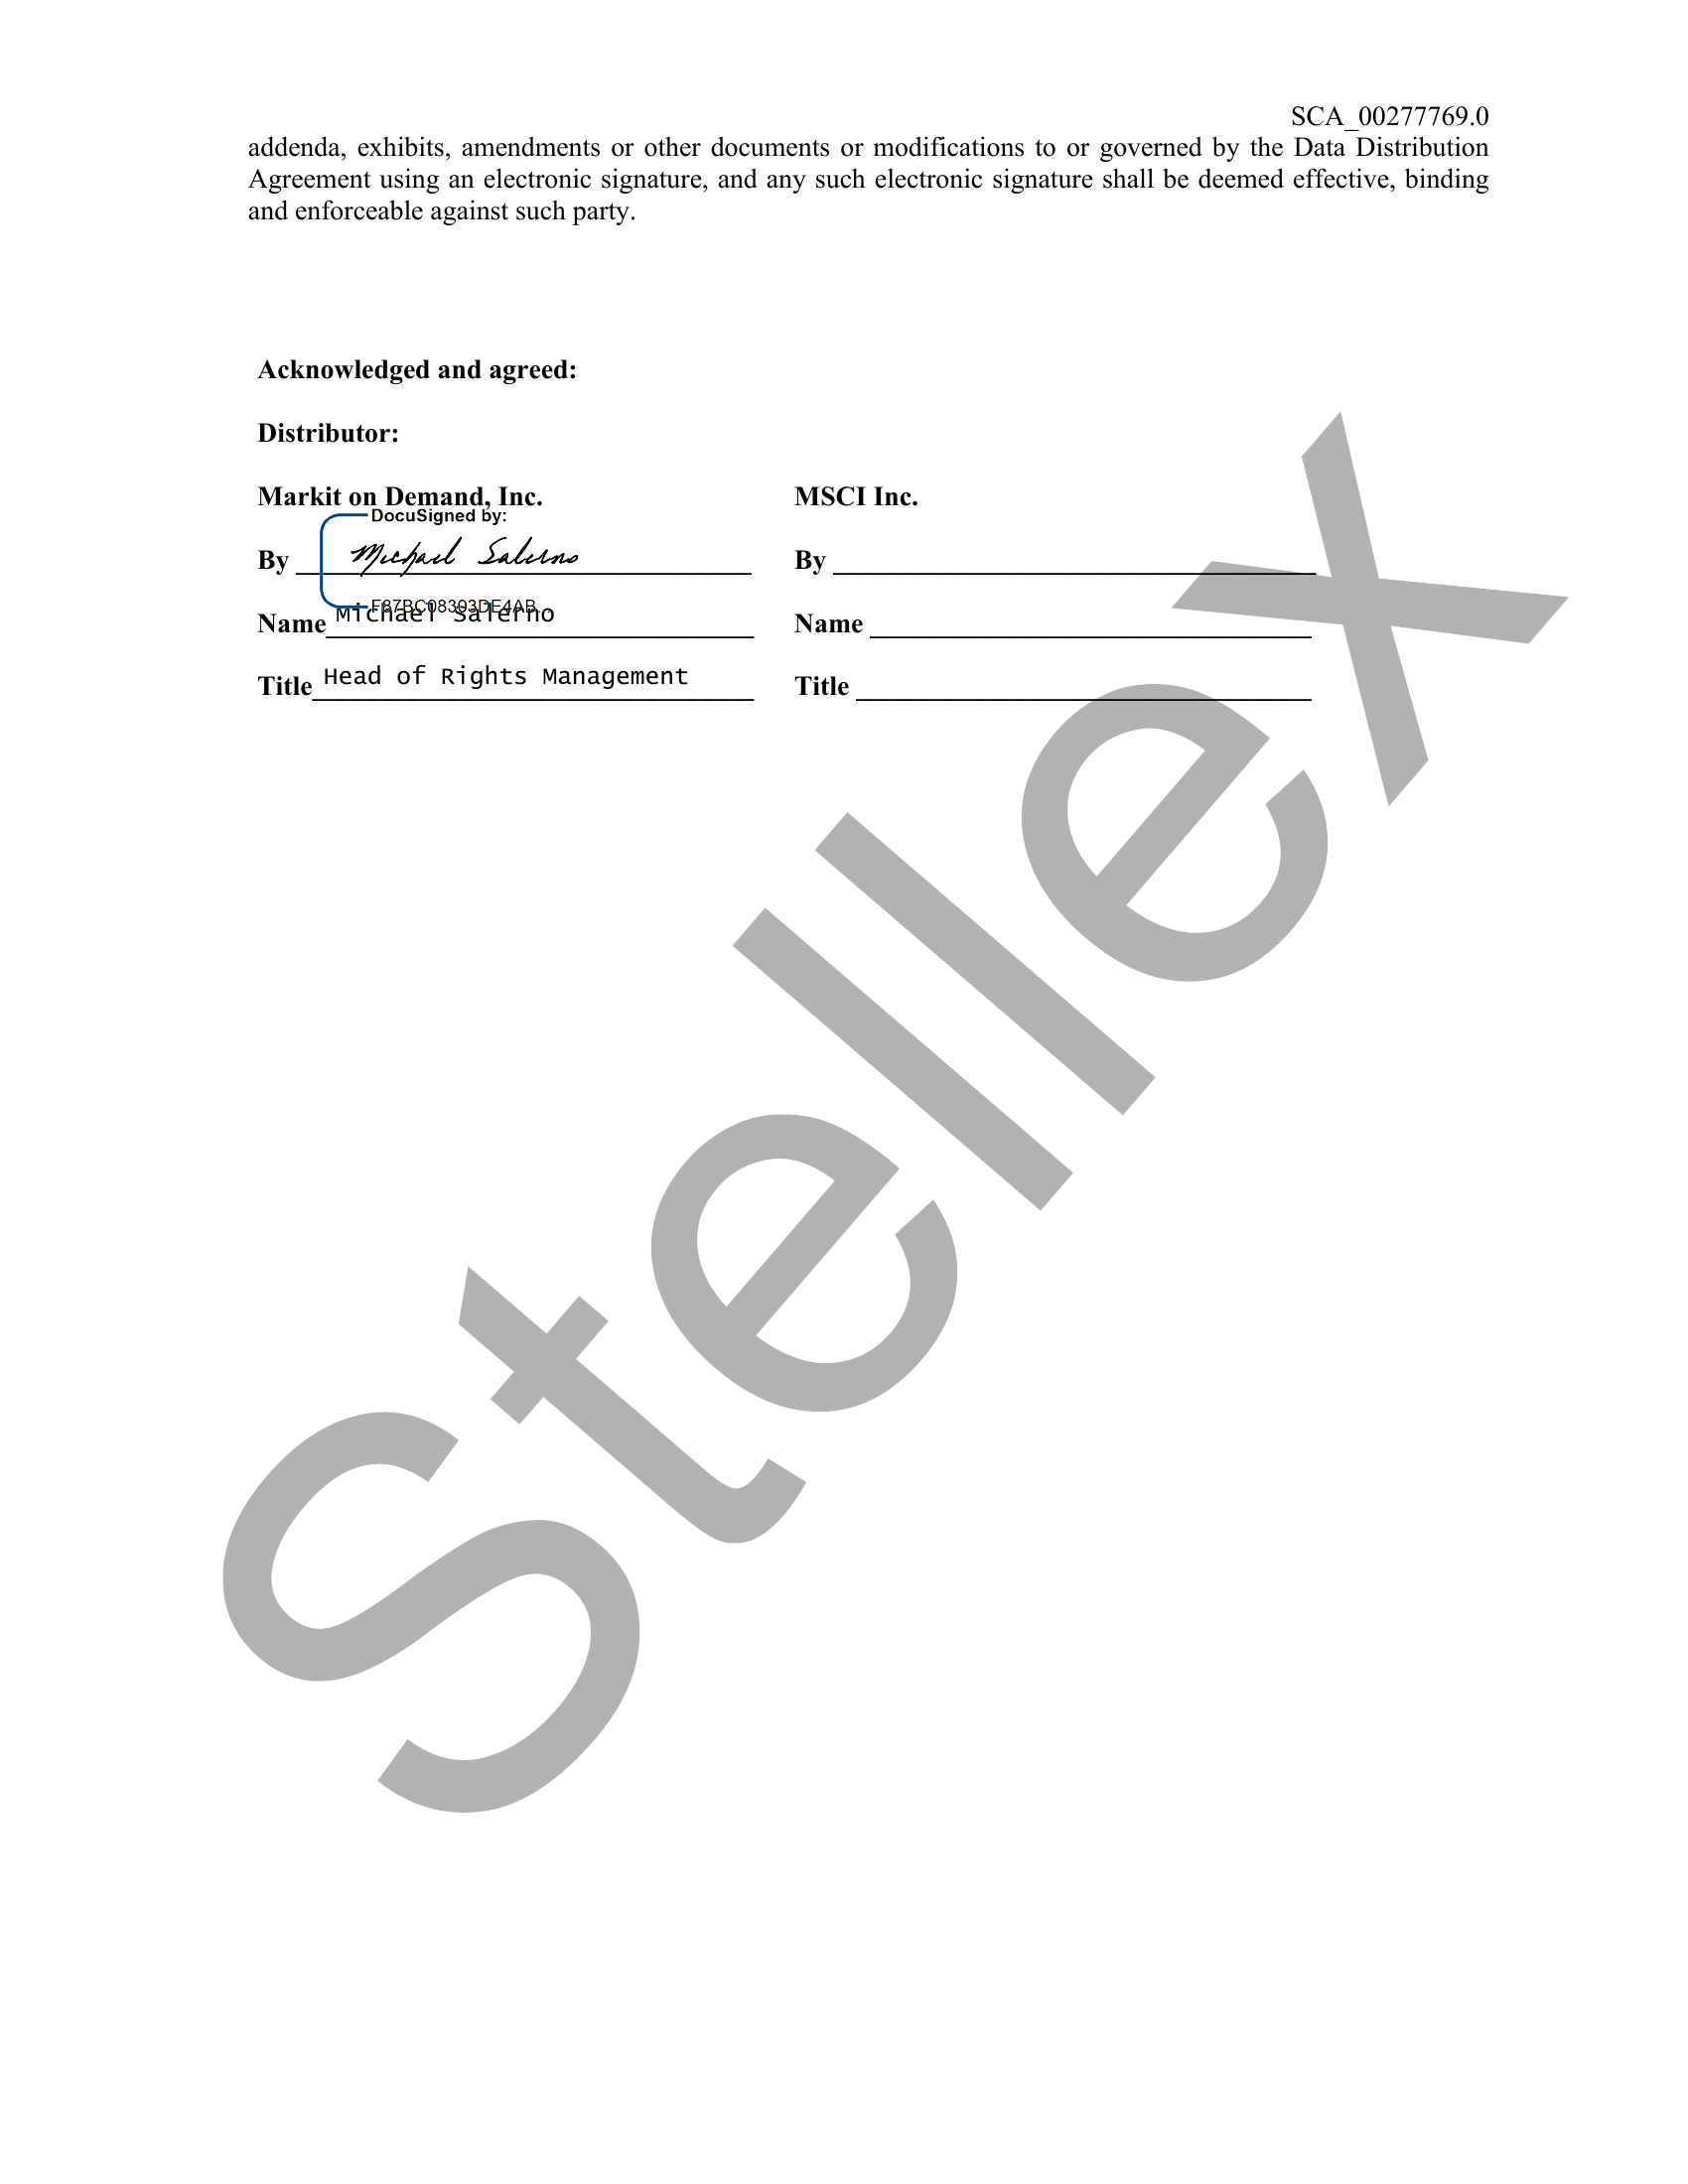 SCA_00277769.0
addenda, exhibits, amendments or other documents or modifications to or governed by the Data Distribution
Agreement using an electronic signature, and any such electronic signature shall be deemed effective, binding
and enforceable against such party.
Acknowledged and agreed:
Distributor:
Markit on Demand, Inc. MSCI Inc.
DocuSigned by:
By Michael Salerno By
F87BC08303DE4AB...
Name Michael Salerno Name
Title Head of Rights Management Title
Stellex